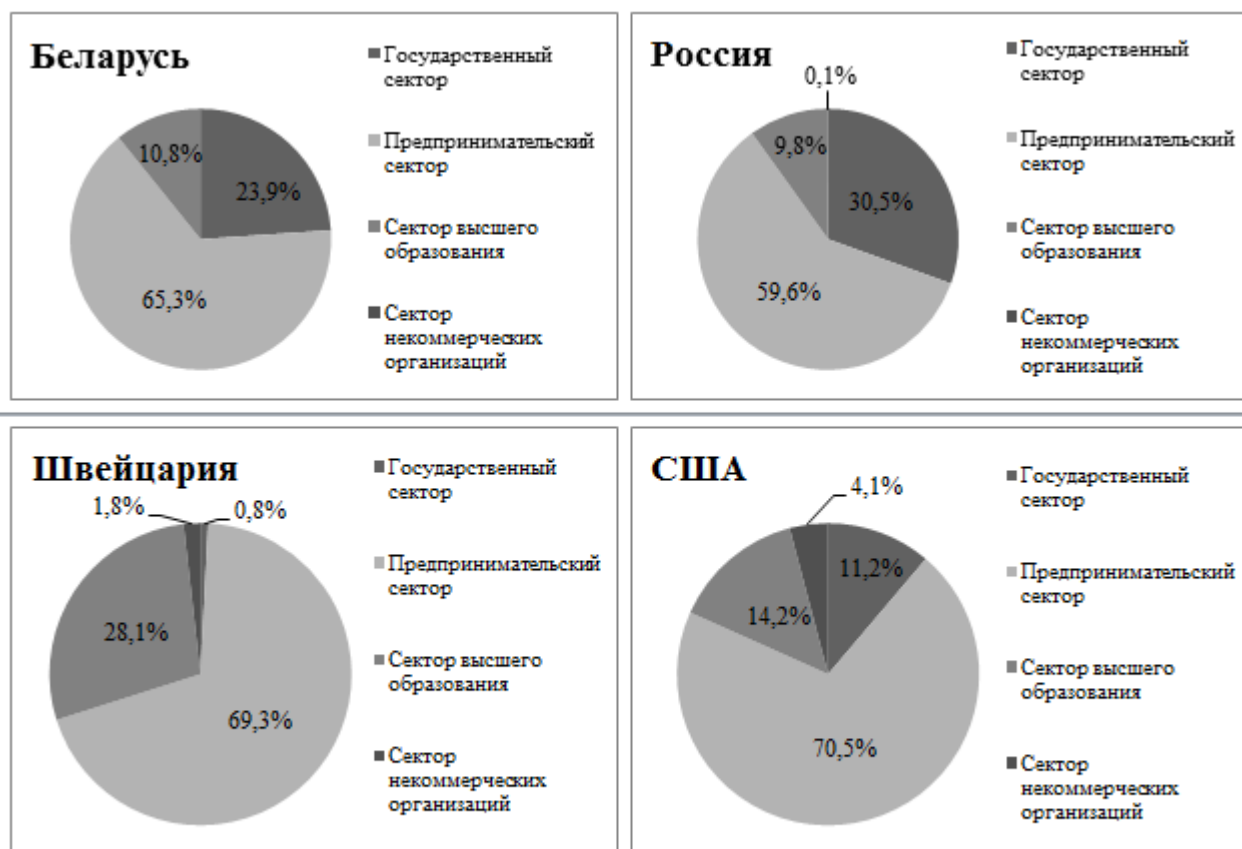 Беларусь
Государственный
сектор
Предпринимательский
сектор
Сектор высшего
образования
Сектор
некоммерческих
организаций
10,8%
23,9%
65,3%
Россия
0,1%
Государственный
сектор
Предпринимательский
сектор
Сектор высшего
образования
Сектор
некоммерческих
организаций
9,8%
30,5%
59,6%
Швейцария
1,8%
0,8%
Государственный
сектор
Предпринимательский
сектор
Сектор высшего
образования
Сектор
некоммерческих
организаций
28,1%
69,3%
США
4,1%
Государственный
сектор
Предпринимательский
сектор
Сектор высшего
образования
Сектор
некоммерческих
организаций
11,2%
14,2%
70,5%